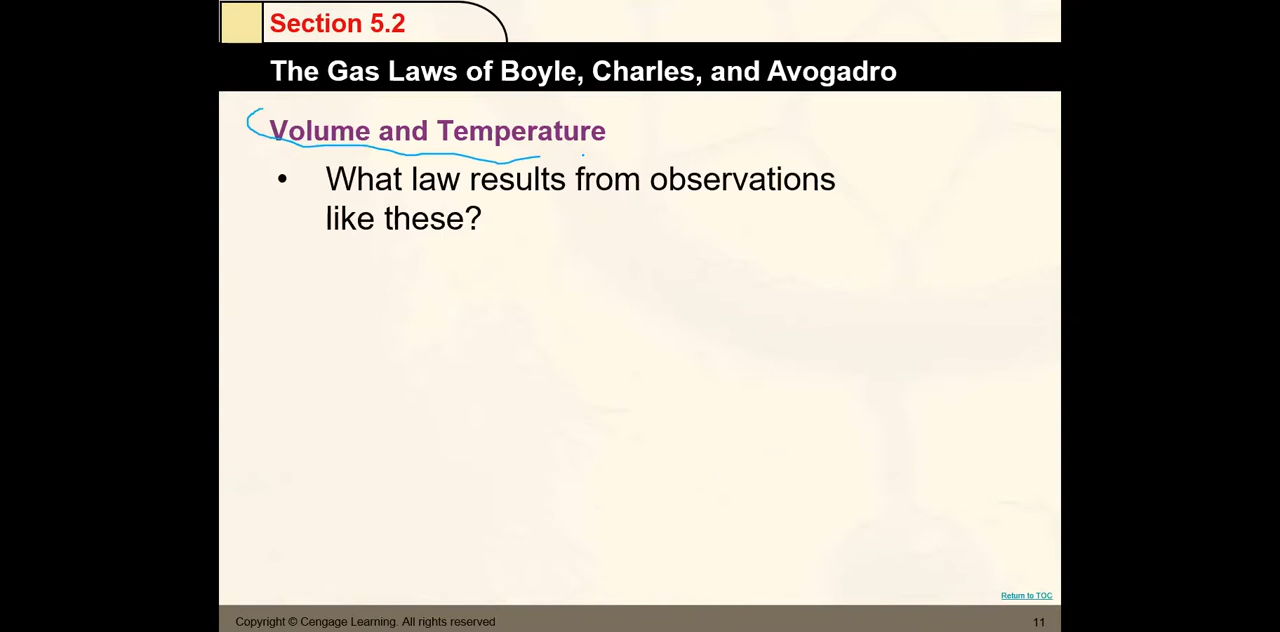 Section 5.2
The Gas Laws of Boyle, Charles, and Avogadro
Volume and Temperature
• What law results from observations
like these?
Return to TOC
Copyright © Cengage Learning. All rights reserved
11